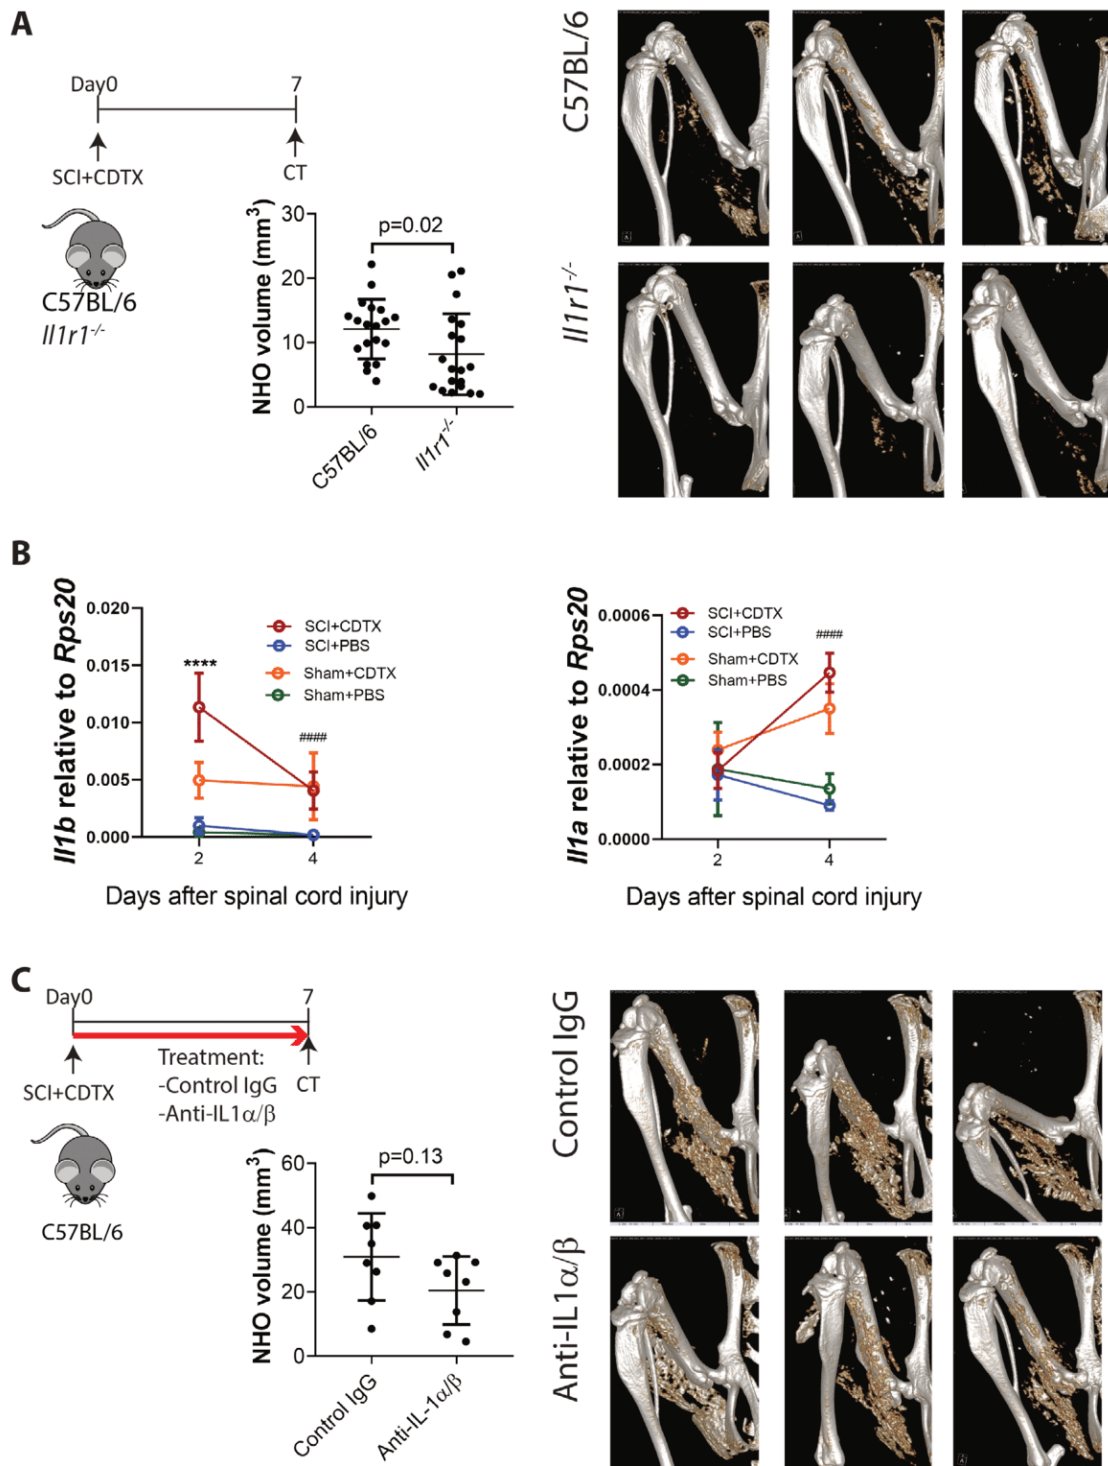 A
Day0
7
SCI+CDTX
CT
C57BL/6
Il1r1-/-
NHO volume (mm3)
30
20
10
0
p=0.02
C57BL/6
Il1r1-/-
C57BL/6
Il1r1-/-
B
Il1b relative to Rps20
0.020
0.015
0.010
0.005
0.000
****
####
SCI+CDTX
SCI+PBS
Sham+CDTX
Sham+PBS
2
4
Days after spinal cord injury
Il1a relative to Rps20
0.0006
0.0004
0.0002
0.0000
SCI+CDTX
SCI+PBS
Sham+CDTX
Sham+PBS
####
2
4
Days after spinal cord injury
C
Day0
7
Treatment:
-Control IgG
-Anti-IL1α/β
SCI+CDTX
CT
C57BL/6
NHO volume (mm3)
60
40
20
0
p=0.13
Control IgG
Anti-IL-1α/β
Control IgG
Anti-IL1α/β